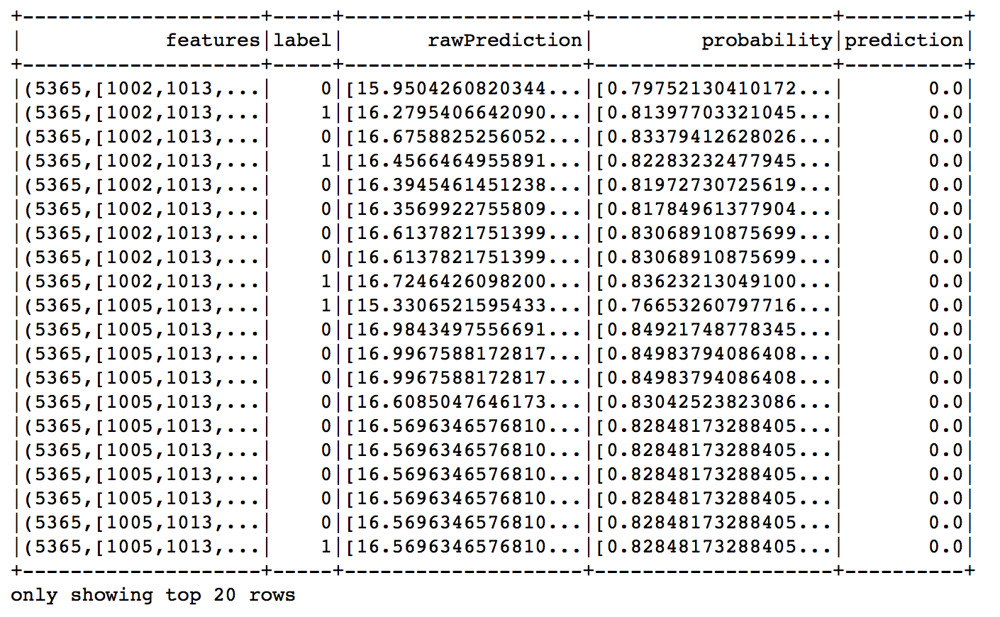 +--------------------+-----+--------------------+--------------------+----------+
|            features|label|       rawPrediction|         probability|prediction|
+--------------------+-----+--------------------+--------------------+----------+
|(5365,[1002,1013,...|    0|[15.9504260820344...|[0.79752130410172...|       0.0|
|(5365,[1002,1013,...|    1|[16.2795406642090...|[0.81397703321045...|       0.0|
|(5365,[1002,1013,...|    0|[16.6758825256052...|[0.83379412628026...|       0.0|
|(5365,[1002,1013,...|    1|[16.4566464955891...|[0.82283232477945...|       0.0|
|(5365,[1002,1013,...|    0|[16.3945461451238...|[0.81972730725619...|       0.0|
|(5365,[1002,1013,...|    0|[16.3569922755809...|[0.81784961377904...|       0.0|
|(5365,[1002,1013,...|    0|[16.6137821751399...|[0.83068910875699...|       0.0|
|(5365,[1002,1013,...|    0|[16.6137821751399...|[0.83068910875699...|       0.0|
|(5365,[1002,1013,...|    1|[16.7246426098200...|[0.83623213049100...|       0.0|
|(5365,[1005,1013,...|    1|[15.3306521595433...|[0.76653260797716...|       0.0|
|(5365,[1005,1013,...|    0|[16.9843497556691...|[0.84921748778345...|       0.0|
|(5365,[1005,1013,...|    0|[16.9967588172817...|[0.84983794086408...|       0.0|
|(5365,[1005,1013,...|    0|[16.9967588172817...|[0.84983794086408...|       0.0|
|(5365,[1005,1013,...|    0|[16.6085047646173...|[0.83042523823086...|       0.0|
|(5365,[1005,1013,...|    0|[16.5696346576810...|[0.82848173288405...|       0.0|
|(5365,[1005,1013,...|    0|[16.5696346576810...|[0.82848173288405...|       0.0|
|(5365,[1005,1013,...|    0|[16.5696346576810...|[0.82848173288405...|       0.0|
|(5365,[1005,1013,...|    0|[16.5696346576810...|[0.82848173288405...|       0.0|
|(5365,[1005,1013,...|    0|[16.5696346576810...|[0.82848173288405...|       0.0|
|(5365,[1005,1013,...|    1|[16.5696346576810...|[0.82848173288405...|       0.0|
+--------------------+-----+--------------------+--------------------+----------+
only showing top 20 rows